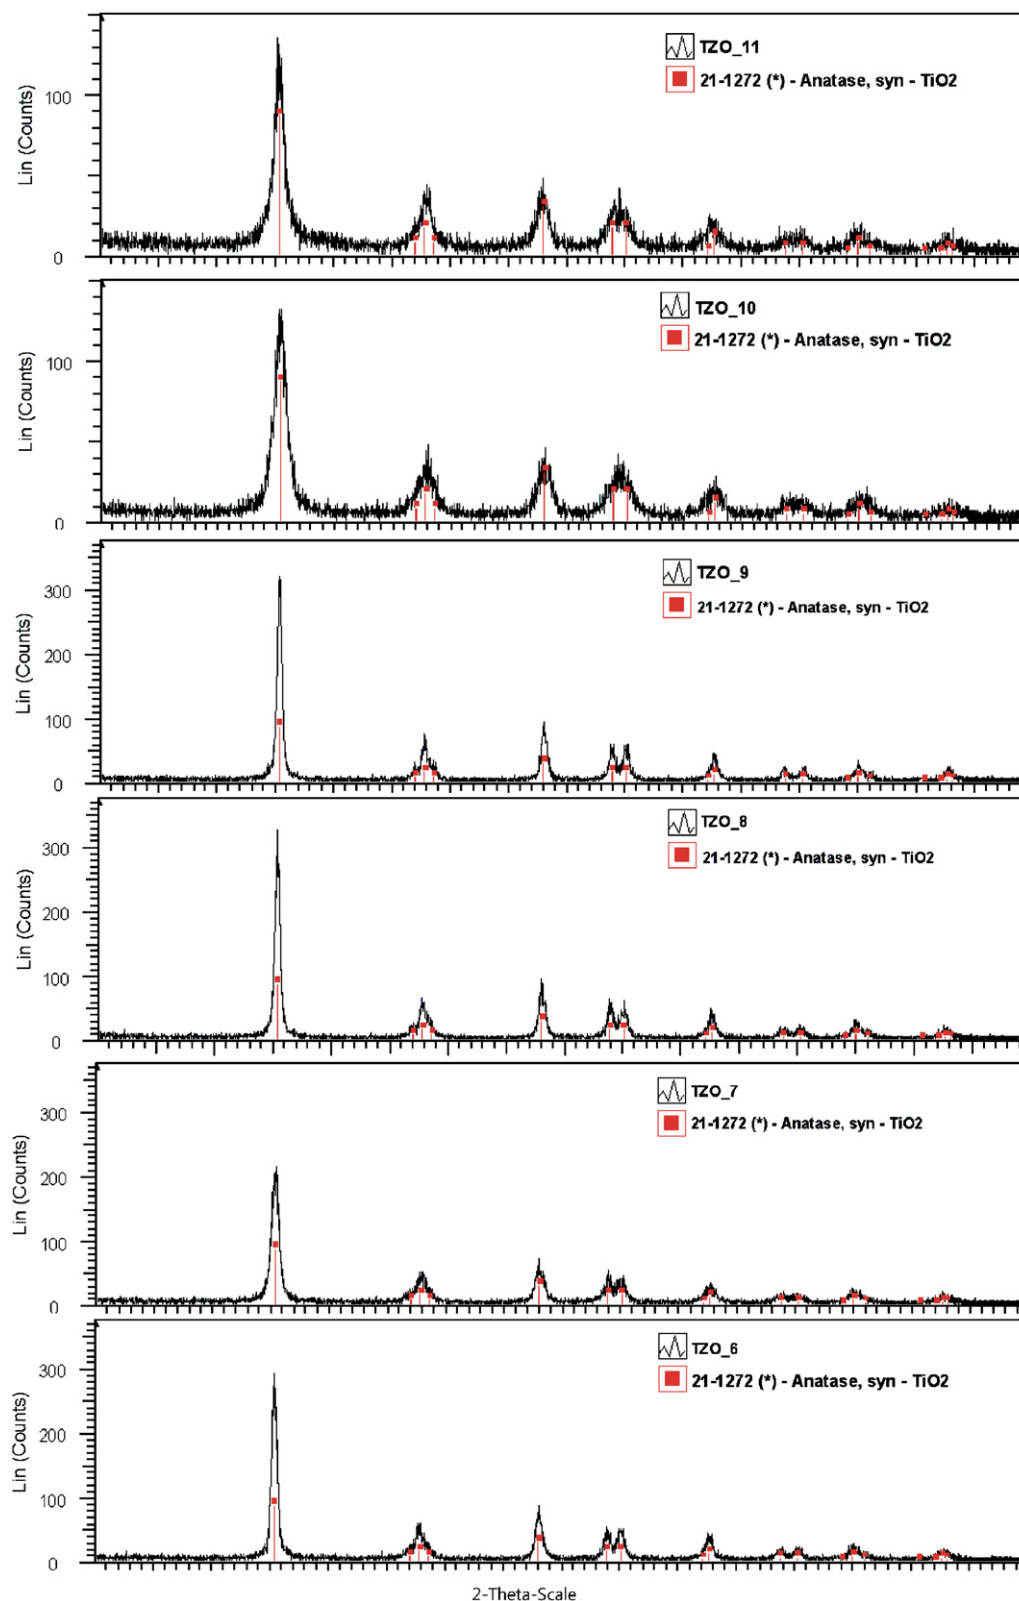 TZO_11
21-1272 (*) - Anatase, syn - TiO2
Lin (Counts)
100
0
TZO_10
21-1272 (*) - Anatase, syn - TiO2
Lin (Counts)
100
0
TZO_9
21-1272 (*) - Anatase, syn - TiO2
Lin (Counts)
300
200
100
0
TZO_8
21-1272 (*) - Anatase, syn - TiO2
Lin (Counts)
300
200
100
0
TZO_7
21-1272 (*) - Anatase, syn - TiO2
Lin (Counts)
300
200
100
0
TZO_6
21-1272 (*) - Anatase, syn - TiO2
Lin (Counts)
300
200
100
0
2-Theta-Scale